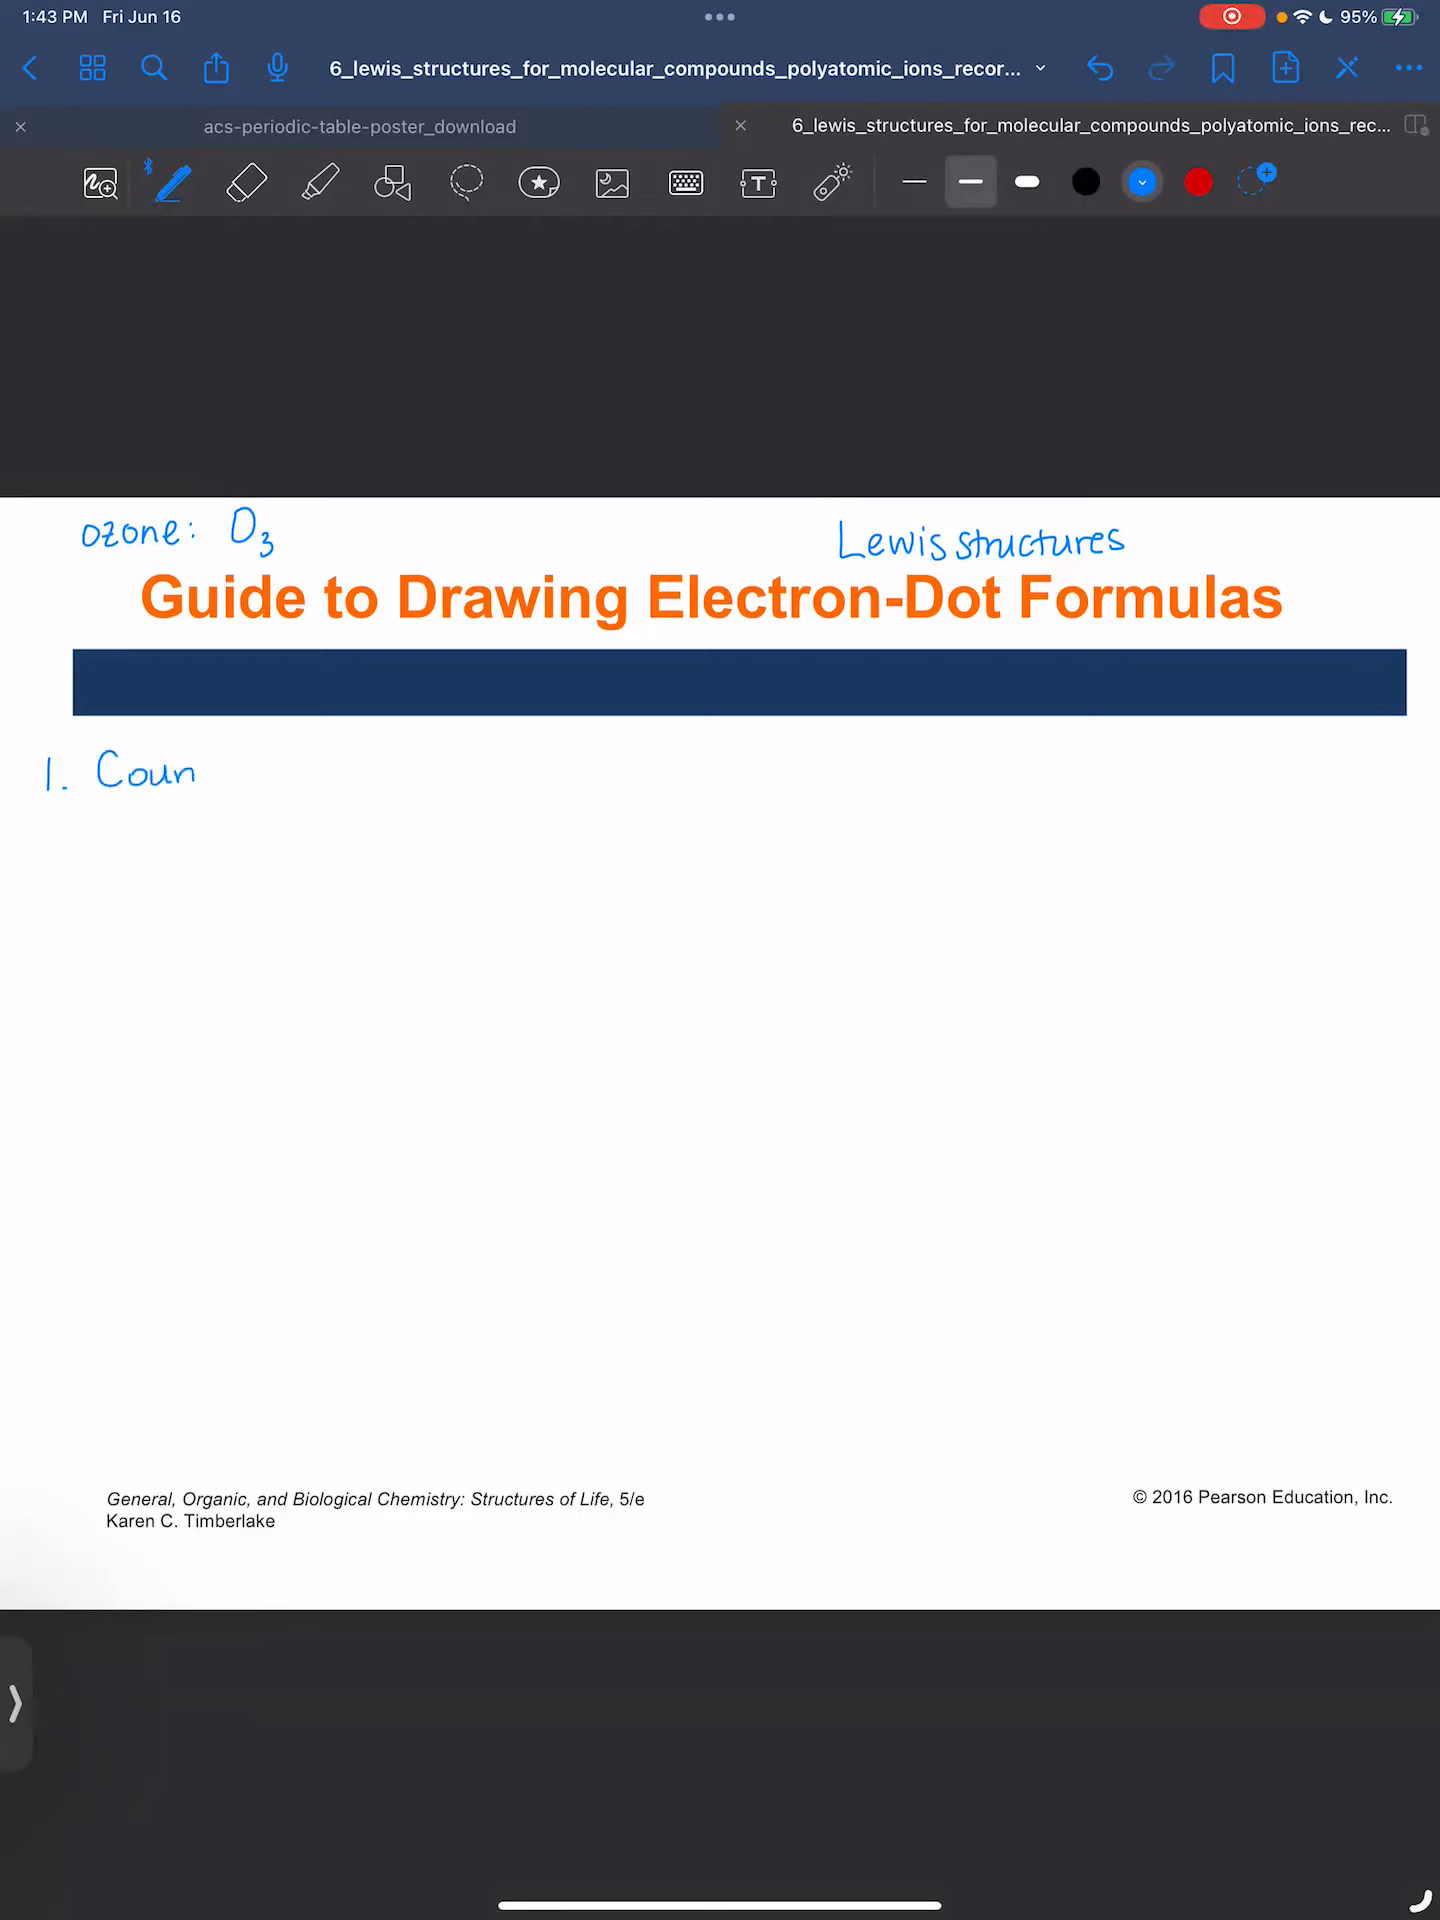 1:43 PM Fri Jun 16
95%
6_lewis_structures_for_molecular_compounds_polyatomic_ions_recor...
acs-periodic-table-poster_download
6_lewis_structures_for_molecular_compounds_polyatomic_ions_rec...
T
ozone: O₃
Lewis structures
Guide to Drawing Electron-Dot Formulas
1. Coun
General, Organic, and Biological Chemistry: Structures of Life, 5/e
Karen C. Timberlake
© 2016 Pearson Education, Inc.